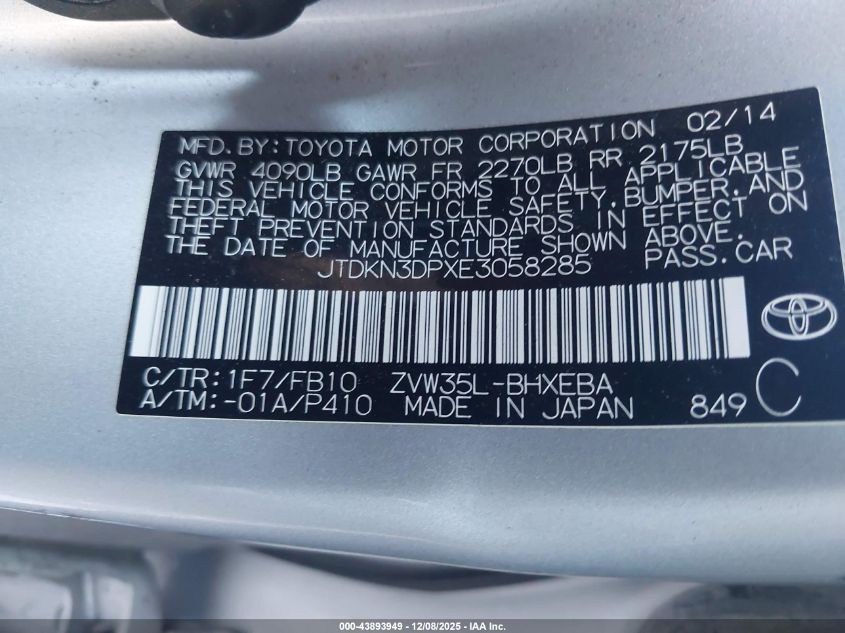 MFD. BY: TOYOTA MOTOR CORPORATION 02/14
GVWR 4090LB GAWR FR 2270LB RR 2175LB
THIS VEHICLE CONFORMS TO ALL APPLICABLE
FEDERAL MOTOR VEHICLE SAFETY, BUMPER, AND
THEFT PREVENTION STANDARDS IN EFFECT ON
THE DATE OF MANUFACTURE SHOWN ABOVE.
JTDKN3DPXE3058285 PASS. CAR
C/TR: 1F7/FB10 ZVW35L-BHXEBA
A/TM: -01A/P410 MADE IN JAPAN 849 C
000-43893949 | 12/08/2025 - IAA Inc.